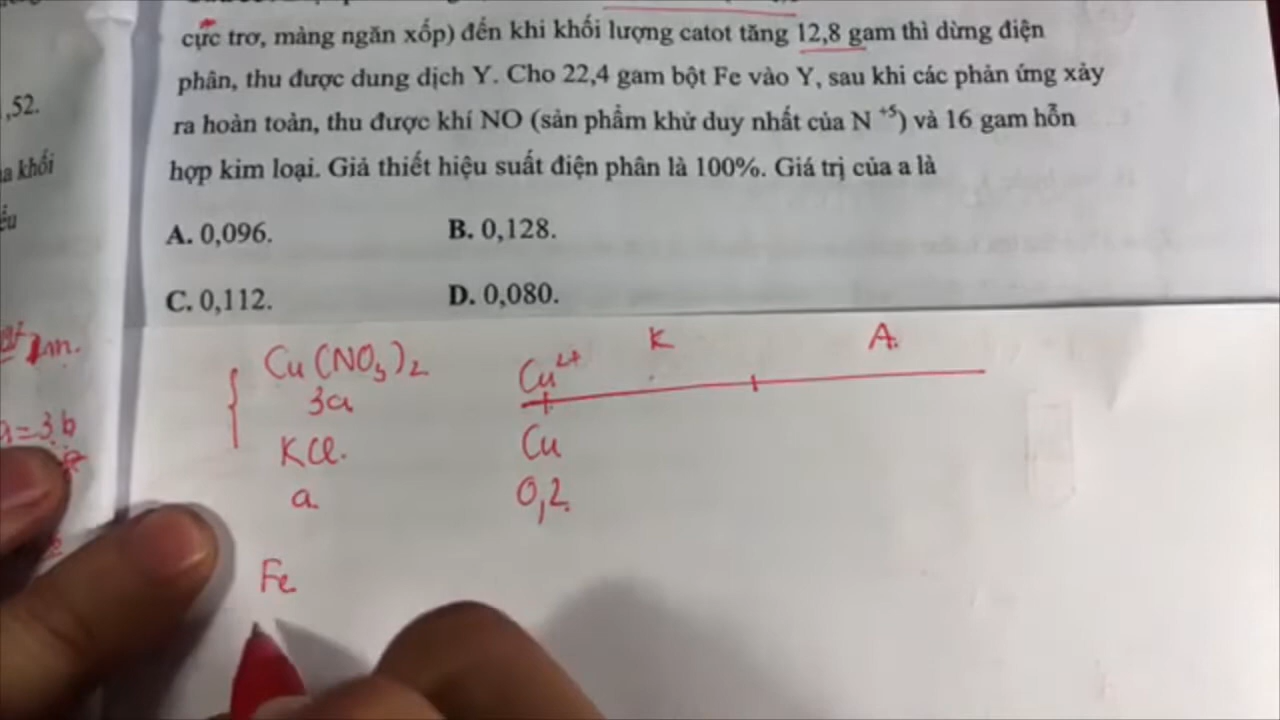 cực trơ, màng ngăn xốp) đến khi khối lượng catot tăng 12,8 gam thì dừng điện
phân, thu được dung dịch Y. Cho 22,4 gam bột Fe vào Y, sau khi các phản ứng xảy
ra hoàn toàn, thu được khí NO (sản phẩm khử duy nhất của N +5) và 16 gam hỗn
hợp kim loại. Giả thiết hiệu suất điện phân là 100%. Giá trị của a là
A. 0,096.
B. 0,128.
C. 0,112.
D. 0,080.
,52.
khối
Cu(NO3)2
3a
KCl.
a.
Fe
K
A.
Cu2+
Cu
0,2
a=3b